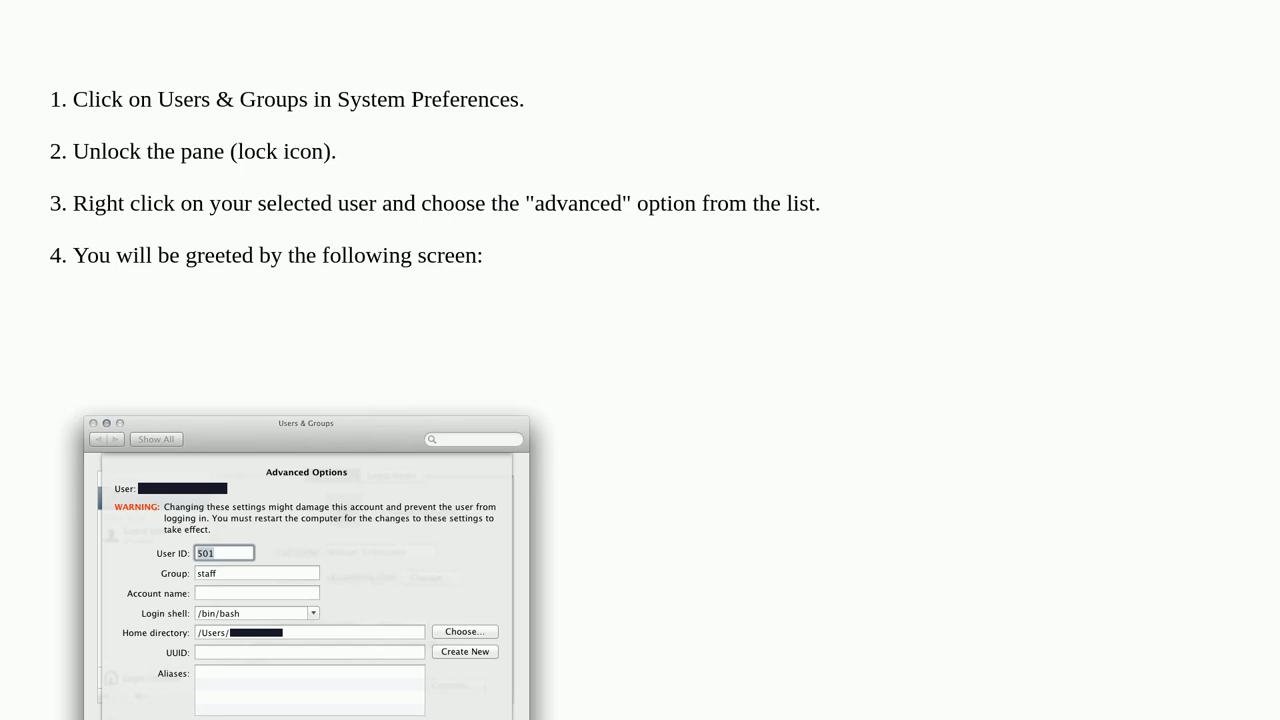 1. Click on Users & Groups in System Preferences.
2. Unlock the pane (lock icon).
3. Right click on your selected user and choose the "advanced" option from the list.
4. You will be greeted by the following screen:
Users & Groups
Show All
Advanced Options
User:
WARNING: Changing these settings might damage this account and prevent the user from
logging in. You must restart the computer for the changes to these settings to
take effect.
User ID: 501
Group: staff
Account name:
Login shell: /bin/bash
Home directory: /Users/ Choose...
UUID: Create New
Aliases: